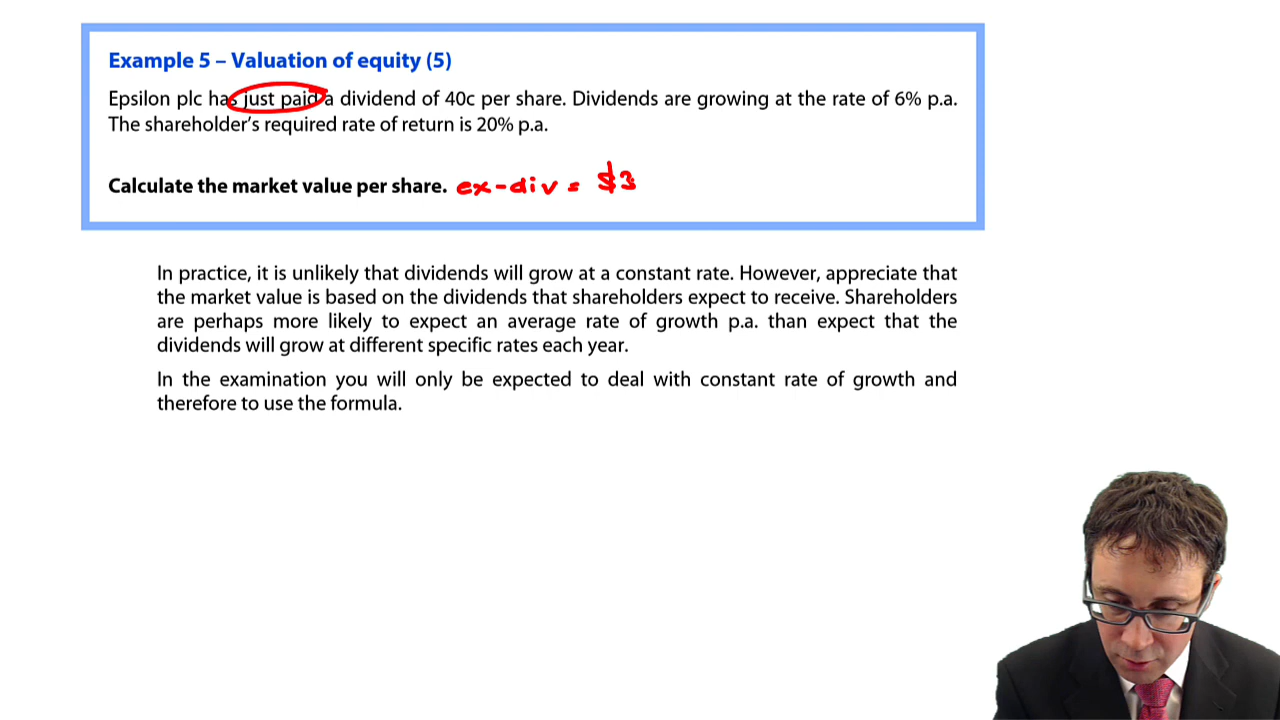 Example 5 – Valuation of equity (5)
Epsilon plc has just paid a dividend of 40c per share. Dividends are growing at the rate of 6% p.a.
The shareholder's required rate of return is 20% p.a.
Calculate the market value per share. ex-div = $3
In practice, it is unlikely that dividends will grow at a constant rate. However, appreciate that
the market value is based on the dividends that shareholders expect to receive. Shareholders
are perhaps more likely to expect an average rate of growth p.a. than expect that the
dividends will grow at different specific rates each year.
In the examination you will only be expected to deal with constant rate of growth and
therefore to use the formula.